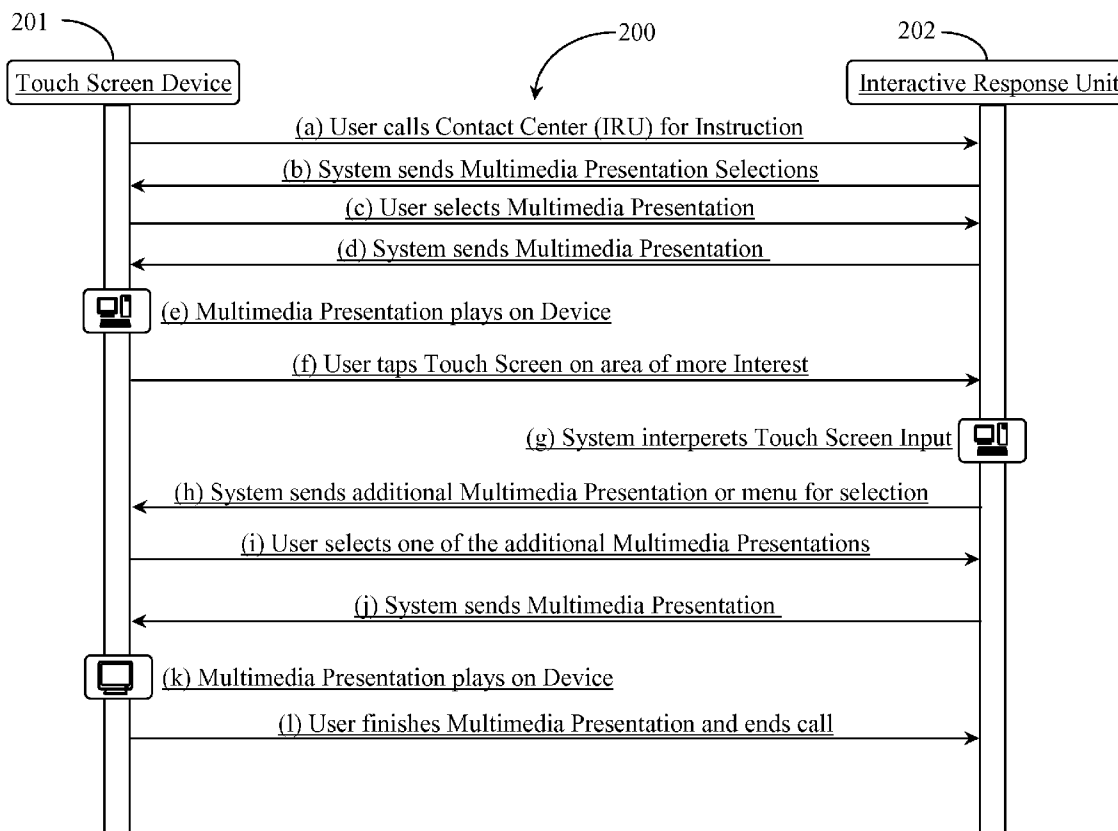 201
200
202
Touch Screen Device
Interactive Response Unit
(a) User calls Contact Center (IRU) for Instruction
(b) System sends Multimedia Presentation Selections
(c) User selects Multimedia Presentation
(d) System sends Multimedia Presentation
(e) Multimedia Presentation plays on Device
(f) User taps Touch Screen on area of more Interest
(g) System interperets Touch Screen Input
(h) System sends additional Multimedia Presentation or menu for selection
(i) User selects one of the additional Multimedia Presentations
(j) System sends Multimedia Presentation
(k) Multimedia Presentation plays on Device
(l) User finishes Multimedia Presentation and ends call